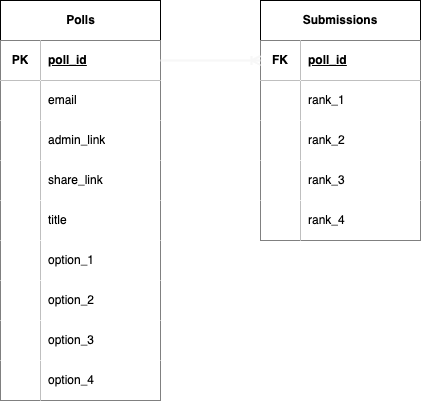 Polls
PK poll_id
email
admin_link
share_link
title
option_1
option_2
option_3
option_4
Submissions
FK poll_id
rank_1
rank_2
rank_3
rank_4